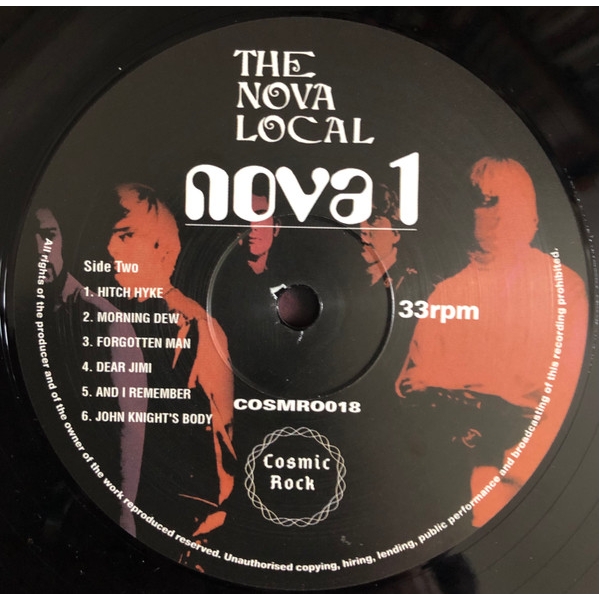 THE
NOVA
LOCAL
nova 1
Side Two
1. HITCH HYKE
2. MORNING DEW
3. FORGOTTEN MAN
4. DEAR JIMI
5. AND I REMEMBER
6. JOHN KNIGHT'S BODY
33rpm
COSMRO018
Cosmic
Rock
All rights of the producer and of the owner of the work reproduced reserved. Unauthorised copying, hiring, lending, public performance and broadcasting of this recording prohibited.